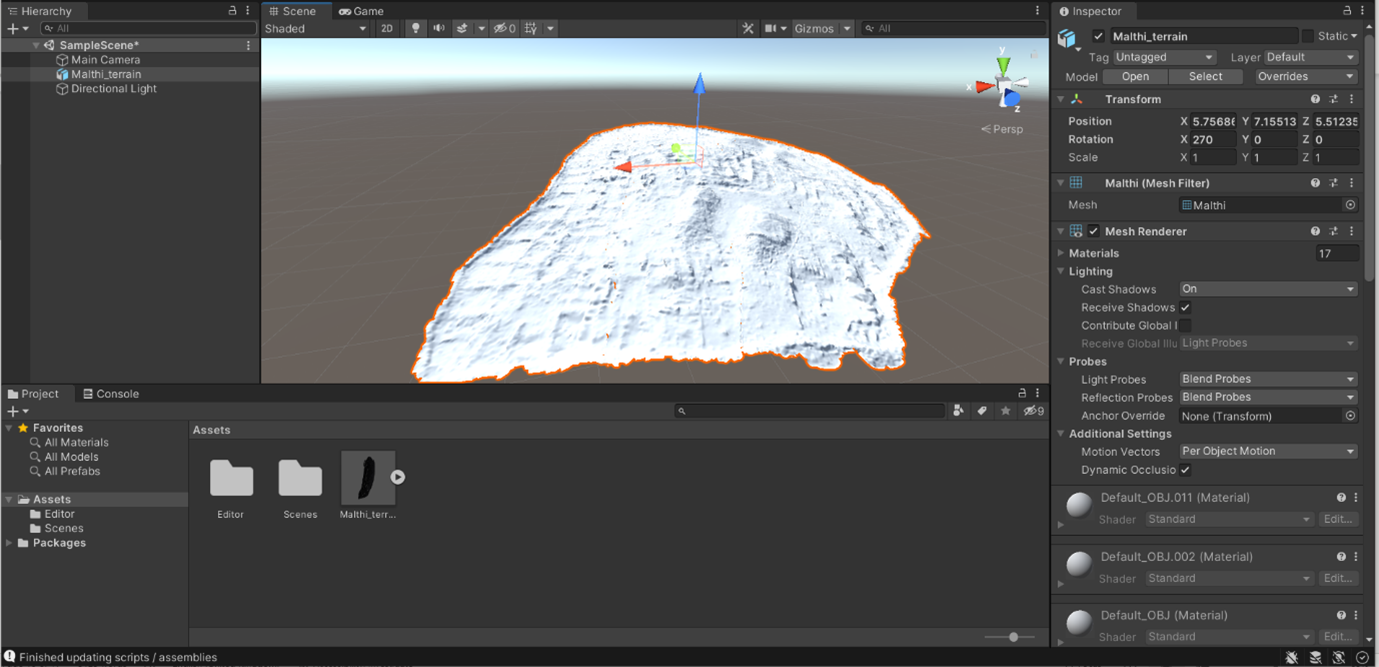 Hierarchy
All
SampleScene*
Main Camera
Malthi_terrain
Directional Light
Scene Game
Shaded 2D 0 Gizmos All
y
x
z
Persp
Project Console
9
Favorites
All Materials
All Models
All Prefabs
Assets
Editor
Scenes
Packages
Assets
Editor Scenes Malthi_terr...
Inspector
Malthi_terrain Static
Tag Untagged Layer Default
Model Open Select Overrides
Transform
Position X 5.75686 Y 7.15513 Z 5.51235
Rotation X 270 Y 0 Z 0
Scale X 1 Y 1 Z 1
Malthi (Mesh Filter)
Mesh Malthi
Mesh Renderer
Materials 17
Lighting
Cast Shadows On
Receive Shadows
Contribute Global I
Receive Global Illu Light Probes
Probes
Light Probes Blend Probes
Reflection Probes Blend Probes
Anchor Override None (Transform)
Additional Settings
Motion Vectors Per Object Motion
Dynamic Occlusio
Default_OBJ.011 (Material)
Shader Standard Edit...
Default_OBJ.002 (Material)
Shader Standard Edit...
Default_OBJ (Material)
Shader Standard Edit...
Finished updating scripts / assemblies